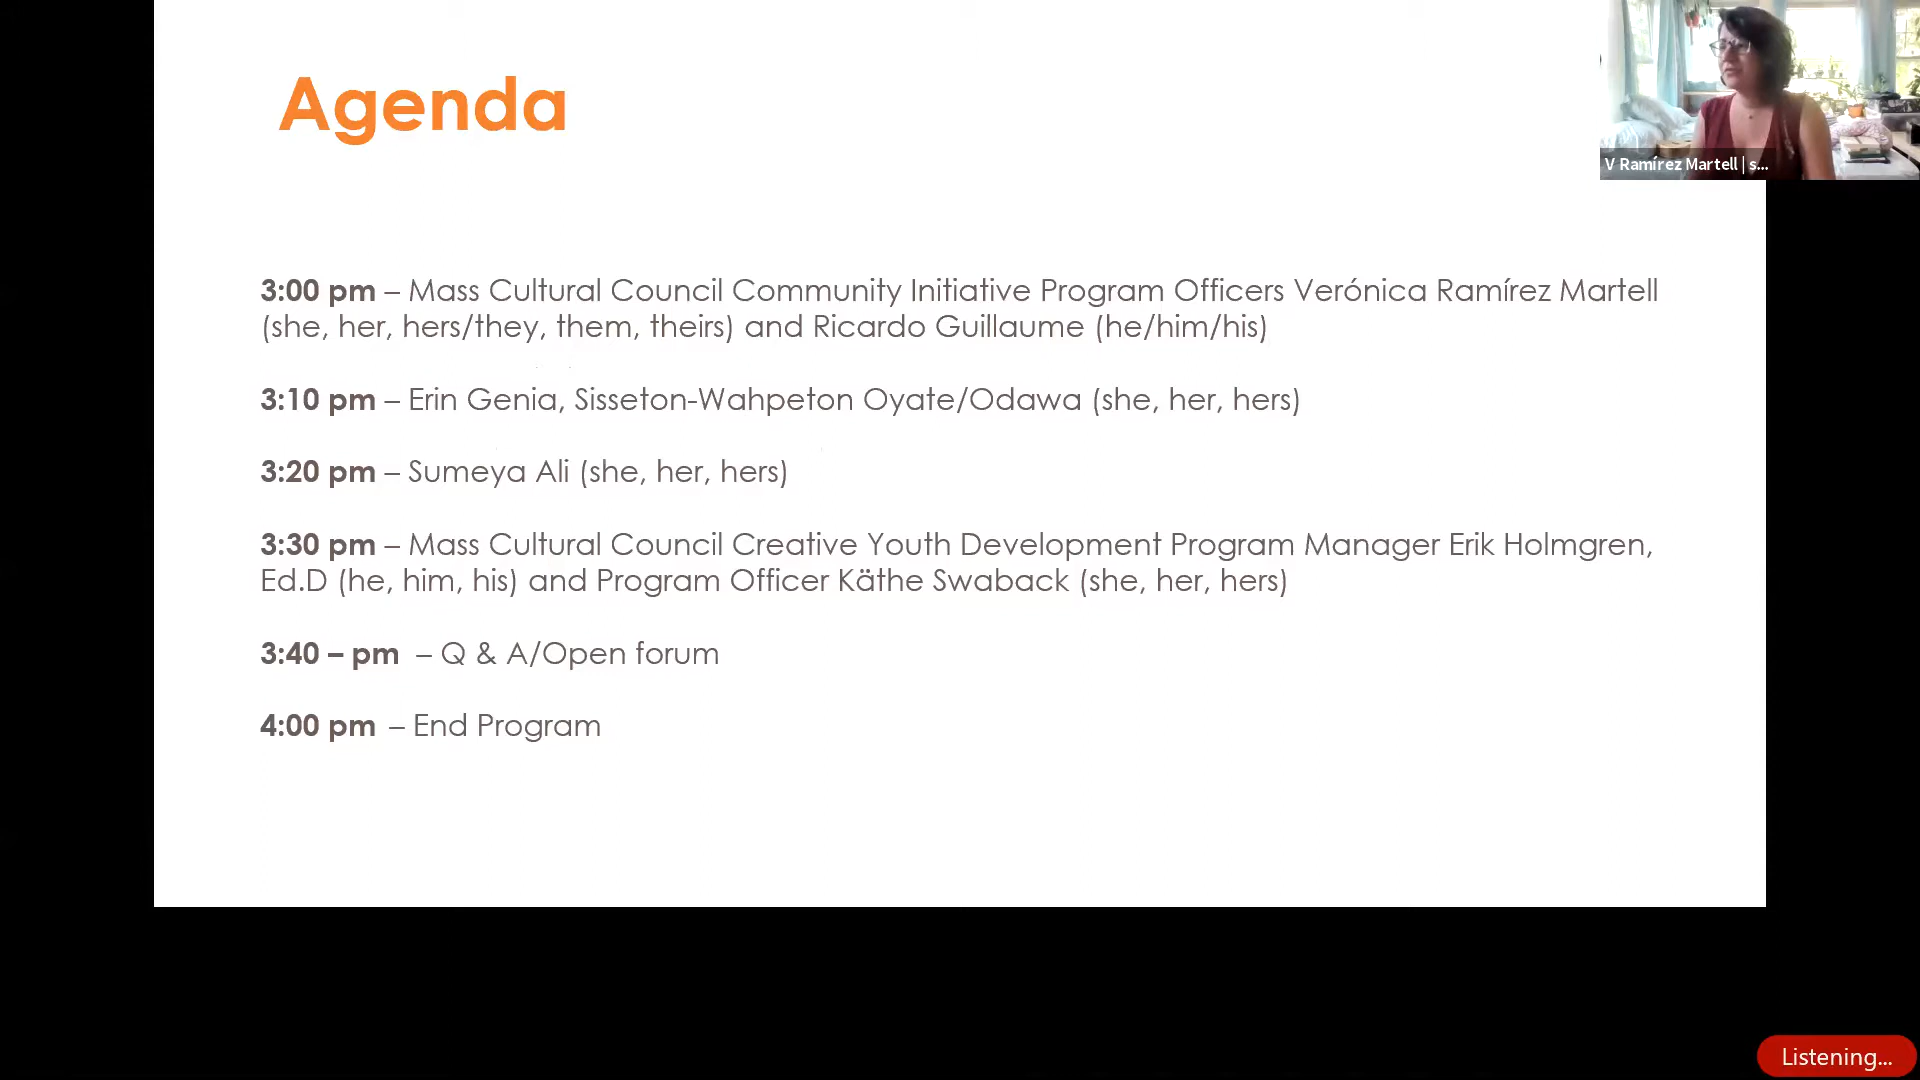 Agenda
V Ramírez Martell | s...
3:00 pm – Mass Cultural Council Community Initiative Program Officers Verónica Ramírez Martell
(she, her, hers/they, them, theirs) and Ricardo Guillaume (he/him/his)
3:10 pm – Erin Genia, Sisseton-Wahpeton Oyate/Odawa (she, her, hers)
3:20 pm – Sumeya Ali (she, her, hers)
3:30 pm – Mass Cultural Council Creative Youth Development Program Manager Erik Holmgren,
Ed.D (he, him, his) and Program Officer Käthe Swaback (she, her, hers)
3:40 – pm – Q & A/Open forum
4:00 pm – End Program
Listening...